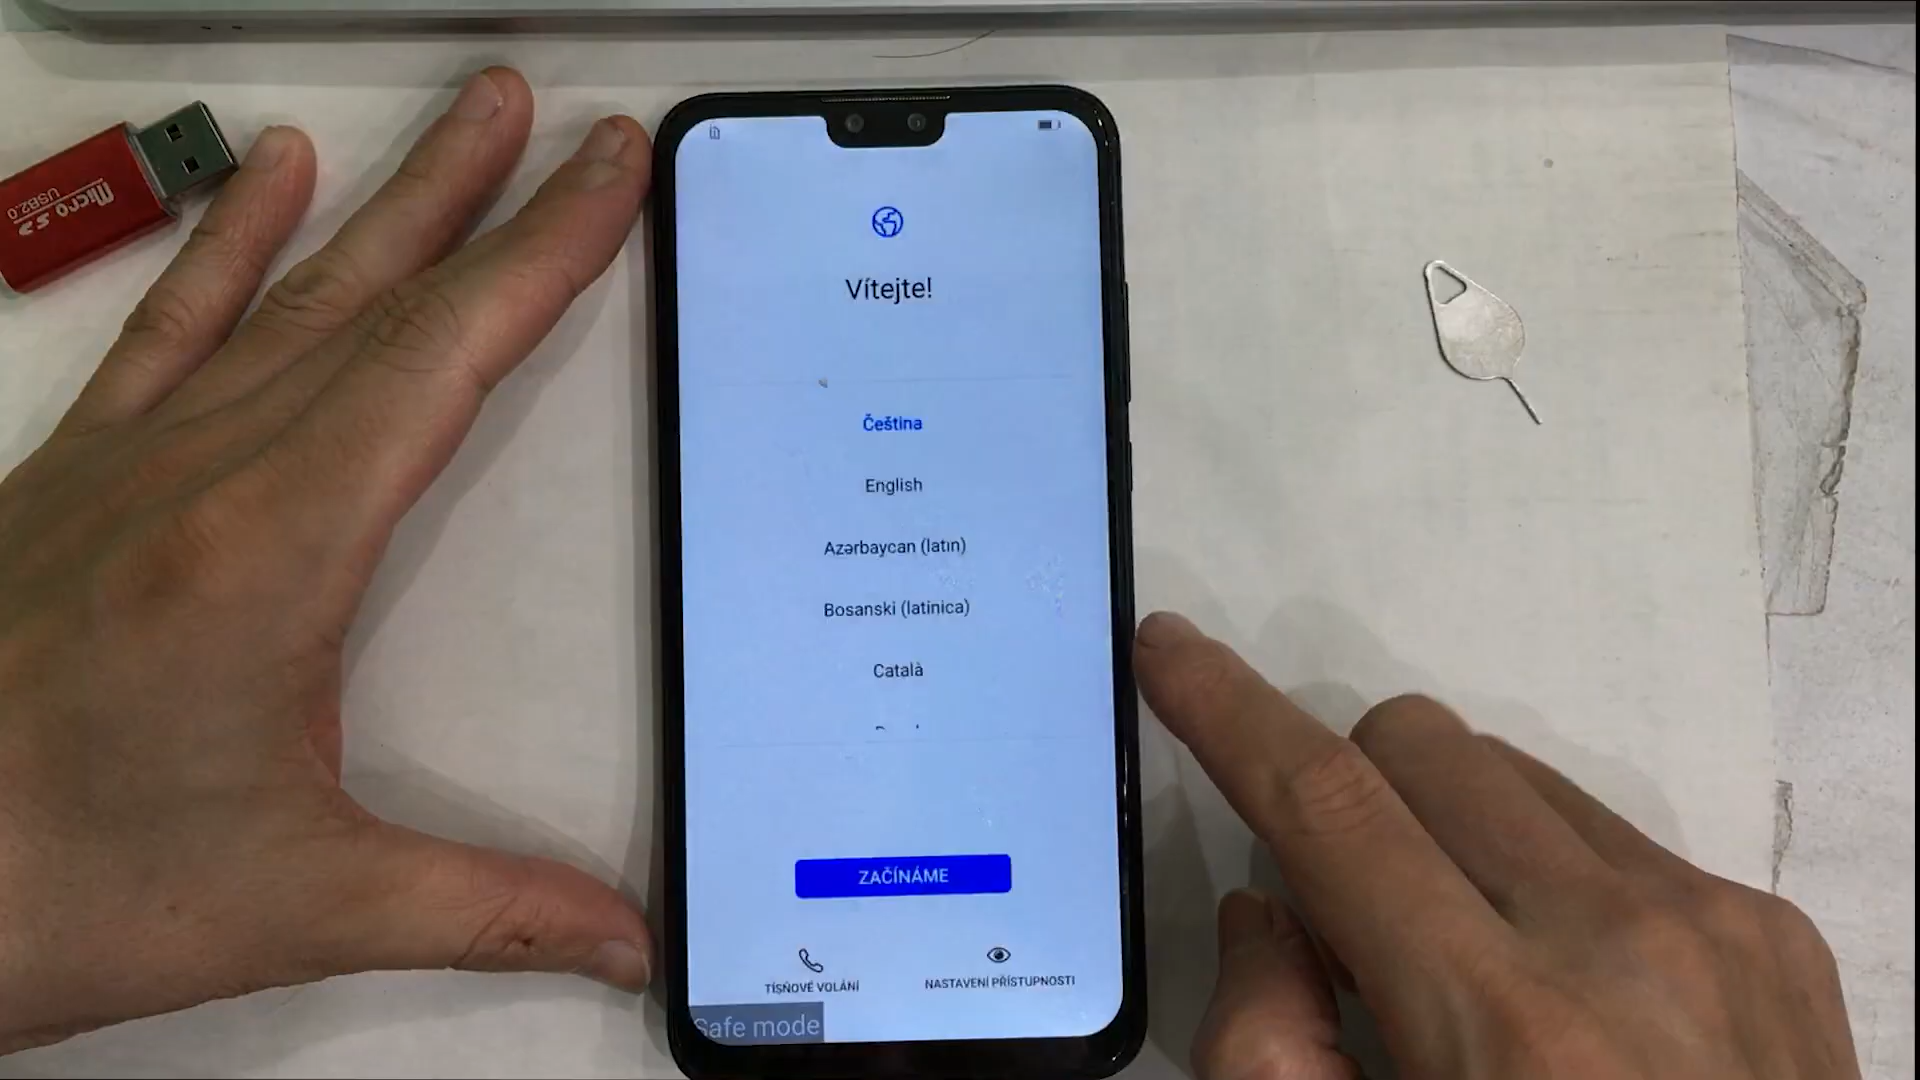 Micro SD
USB2.0
Vítejte!
Čeština
English
Azərbaycan (latın)
Bosanski (latinica)
Català
ZAČÍNÁME
TÍSŇOVÉ VOLÁNÍ
NASTAVENÍ PŘÍSTUPNOSTI
Safe mode